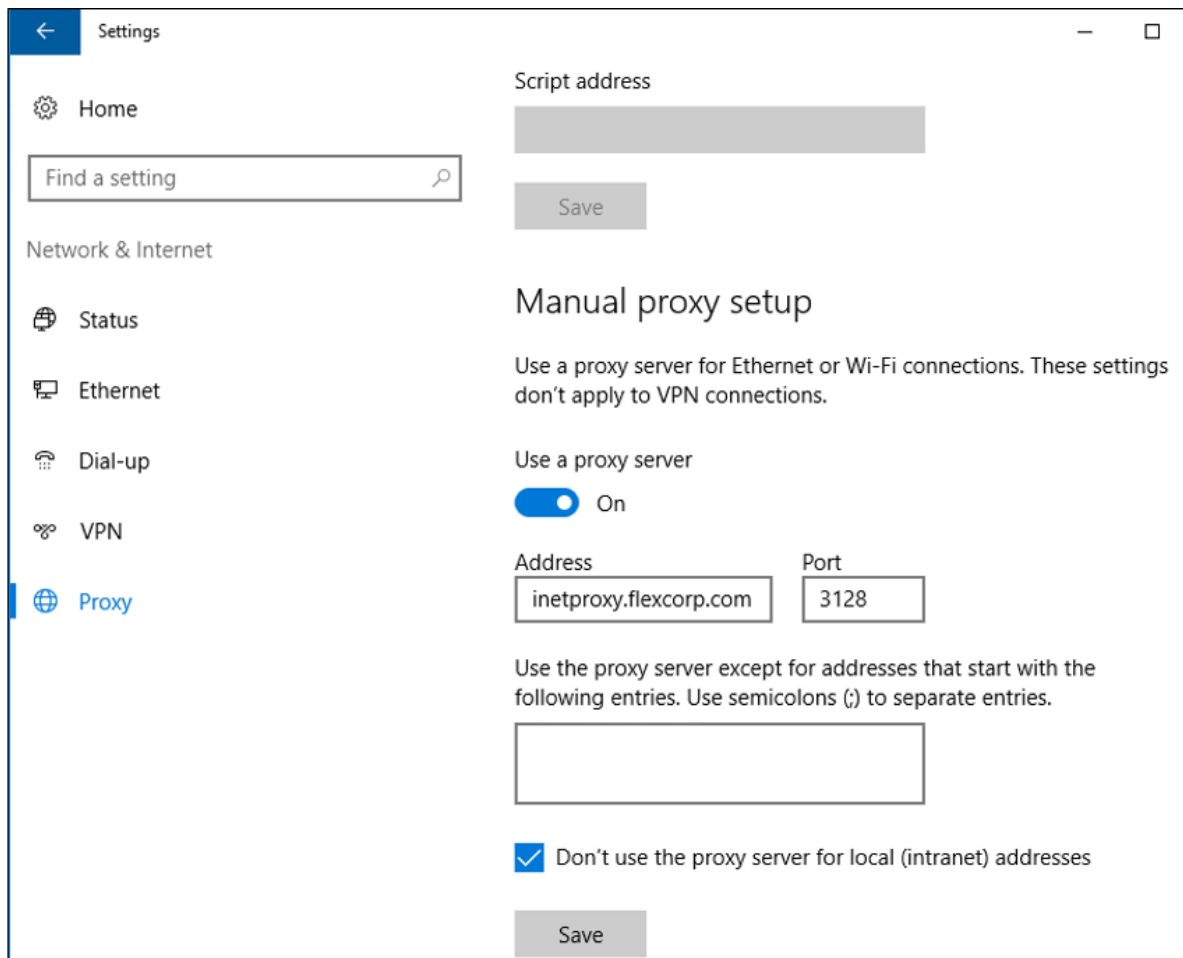 Settings
Home
Find a setting
Network & Internet
Status
Ethernet
Dial-up
VPN
Proxy
Script address
Save
Manual proxy setup
Use a proxy server for Ethernet or Wi-Fi connections. These settings
don't apply to VPN connections.
Use a proxy server
On
Address Port
inetproxy.flexcorp.com 3128
Use the proxy server except for addresses that start with the
following entries. Use semicolons (;) to separate entries.
Don't use the proxy server for local (intranet) addresses
Save